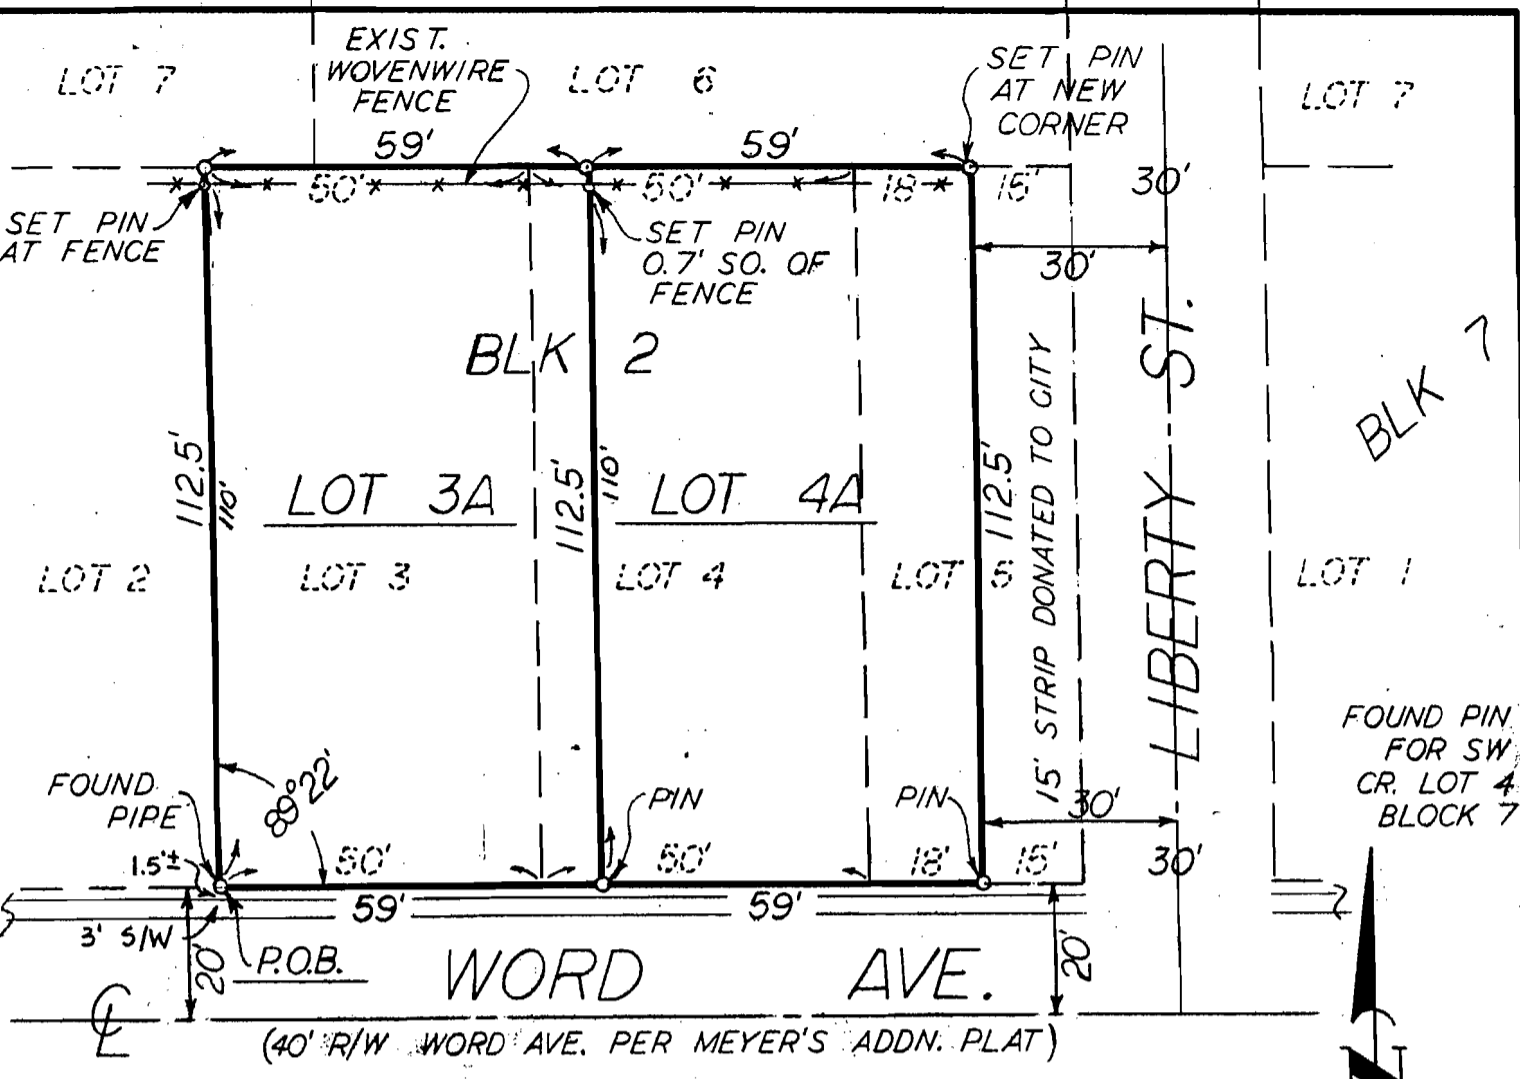 LOT 7
EXIST.
WOVENWIRE
FENCE
LOT 6
SET PIN
AT NEW
CORNER
LOT 7
59'
59'
50'
50'
18'
15'
30'
SET PIN
AT FENCE
SET PIN
0.7' SO. OF
FENCE
30'
BLK 2
BLK 7
112.5'
110'
LOT 3A
112.5'
110'
LOT 4A
112.5'
15' STRIP DONATED TO CITY
LIBERTY ST.
LOT 2
LOT 3
LOT 4
LOT 5
LOT 1
FOUND PIN
FOR SW
CR. LOT 4
BLOCK 7
FOUND
PIPE
89°22'
PIN
PIN
30'
1.5'±
50'
50'
18'
15'
30'
59'
59'
3' S/W
20'
P.O.B.
WORD AVE.
20'
CL
(40' R/W WORD AVE. PER MEYER'S ADDN. PLAT)
N